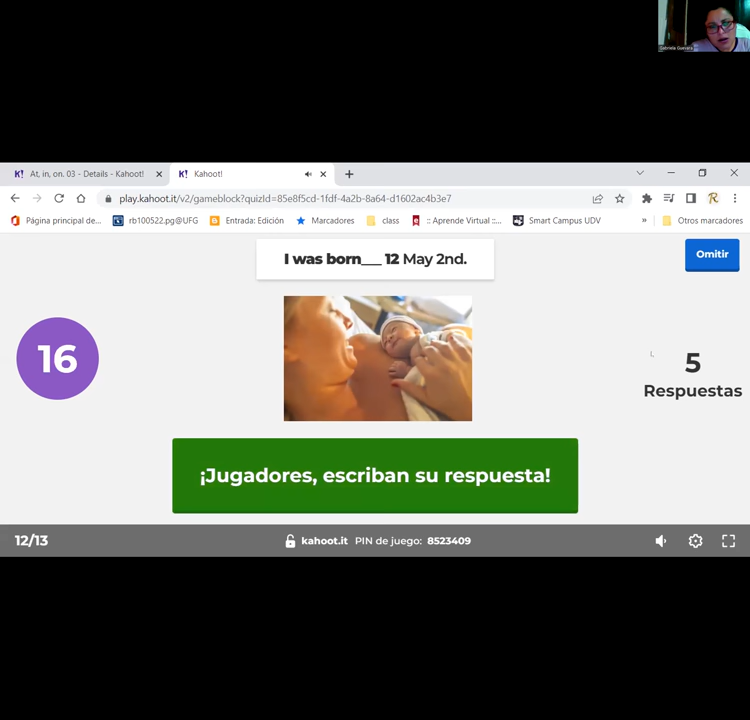 Gabriela Guevara
At, in, on. 03 - Details - Kahoot!
Kahoot!
play.kahoot.it/v2/gameblock?quizId=85e8f5cd-1fdf-4a2b-8a64-d1602ac4b3e7
Página principal de...
rb100522.pg@UFG
Entrada: Edición
Marcadores
class
:: Aprende Virtual ::...
Smart Campus UDV
»
Otros marcadores
I was born___ 12 May 2nd.
Omitir
16
5
Respuestas
¡Jugadores, escriban su respuesta!
12/13
kahoot.it PIN de juego: 8523409